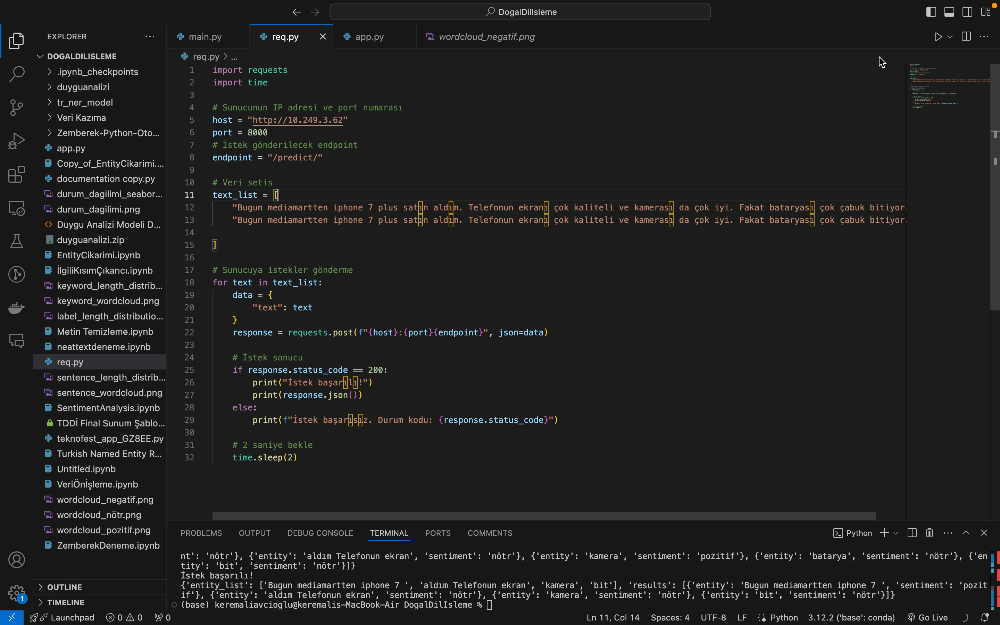 DogalDilIsleme
EXPLORER
main.py
req.py
app.py
wordcloud_negatif.png
DOGALDILISLEME
.ipynb_checkpoints
duyguanalizi
tr_ner_model
Veri Kazıma
Zemberek-Python-Oto...
app.py
Copy_of_EntityCikarimi....
documentation copy.py
durum_dagilimi_seabor...
durum_dagilimi.png
Duygu Analizi Modeli D...
duyguanalizi.zip
EntityCikarimi.ipynb
İlgiliKısımÇıkarıcı.ipynb
keyword_length_distrib...
keyword_wordcloud.png
label_length_distributio...
Metin Temizleme.ipynb
neattextdeneme.ipynb
req.py
sentence_length_distrib...
sentence_wordcloud.png
SentimentAnalysis.ipynb
TDDİ Final Sunum Şablo...
teknofest_app_GZ8EE.py
Turkish Named Entity R...
Untitled.ipynb
VeriÖnİşleme.ipynb
wordcloud_negatif.png
wordcloud_nötr.png
wordcloud_pozitif.png
ZemberekDeneme.ipynb
OUTLINE
TIMELINE
req.py > ...
1 import requests
2 import time
3
4 # Sunucunun IP adresi ve port numarası
5 host = "http://10.249.3.62"
6 port = 8000
7 # İstek gönderilecek endpoint
8 endpoint = "/predict/"
9
10 # Veri setis
11 text_list = [
12 "Bugun mediamartten iphone 7 plus satın aldım. Telefonun ekranı çok kaliteli ve kamerası da çok iyi. Fakat bataryası çok çabuk bitiyor.
13 "Bugun mediamartten iphone 7 plus satın aldım. Telefonun ekranı çok kaliteli ve kamerası da çok iyi. Fakat bataryası çok çabuk bitiyor.
14
15 ]
16
17 # Sunucuya istekler gönderme
18 for text in text_list:
19 data = {
20 "text": text
21 }
22 response = requests.post(f"{host}:{port}{endpoint}", json=data)
23
24 # İstek sonucu
25 if response.status_code == 200:
26 print("İstek başarılı!")
27 print(response.json())
28 else:
29 print(f"İstek başarısız. Durum kodu: {response.status_code}")
30
31 # 2 saniye bekle
32 time.sleep(2)
PROBLEMS OUTPUT DEBUG CONSOLE TERMINAL PORTS COMMENTS
Python
nt': 'nötr'}, {'entity': 'aldım Telefonun ekran', 'sentiment': 'nötr'}, {'entity': 'kamera', 'sentiment': 'pozitif'}, {'entity': 'batarya', 'sentiment': 'nötr'}, {'en
tity': 'bit', 'sentiment': 'nötr'}]}
İstek başarılı!
{'entity_list': ['Bugun mediamartten iphone 7 ', 'aldım Telefonun ekran', 'kamera', 'bit'], 'results': [{'entity': 'Bugun mediamartten iphone 7 ', 'sentiment': 'pozit
if'}, {'entity': 'aldım Telefonun ekran', 'sentiment': 'nötr'}, {'entity': 'kamera', 'sentiment': 'nötr'}, {'entity': 'bit', 'sentiment': 'nötr'}]}
(base) keremaliavcioglu@keremalis-MacBook-Air DogalDilIsleme %
1
Launchpad 0 0 0
Ln 11, Col 14 Spaces: 4 UTF-8 LF Python 3.12.2 ('base': conda) Go Live